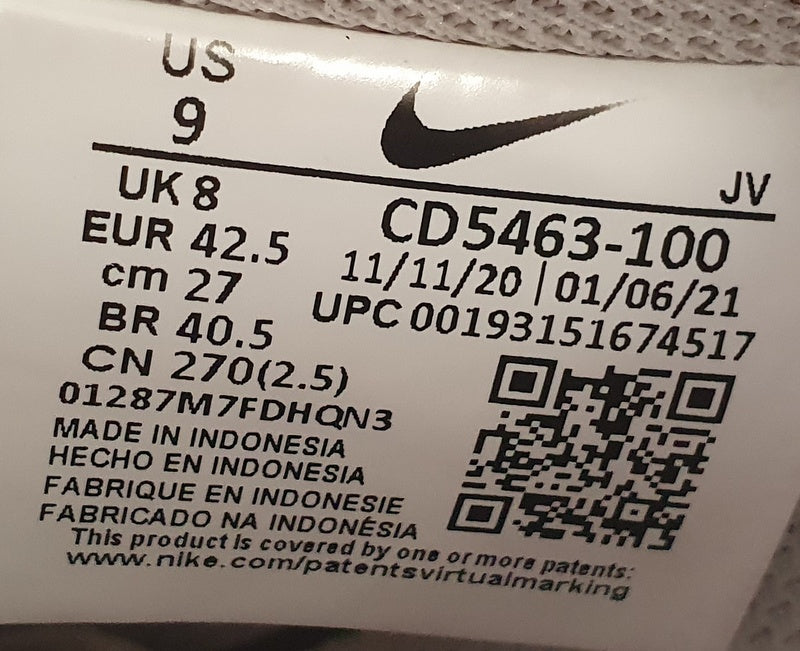 US
9
JV
UK 8
EUR 42.5
cm 27
BR 40.5
CN 270(2.5)
CD5463-100
11/11/20 | 01/06/21
UPC 00193151674517
01287M7FDHQN3
MADE IN INDONESIA
HECHO EN INDONESIA
FABRIQUE EN INDONESIE
FABRICADO NA INDONÉSIA
This product is covered by one or more patents:
www.nike.com/patentsvirtualmarking